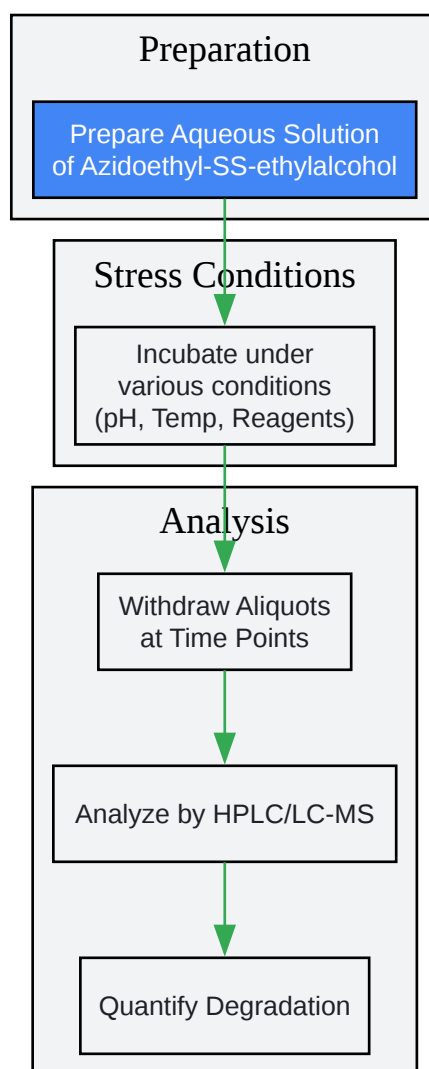 Preparation
Prepare Aqueous Solution
of Azidoethyl-SS-ethylalcohol
Stress Conditions
Incubate under
various conditions
(pH, Temp, Reagents)
Analysis
Withdraw Aliquots
at Time Points
Analyze by HPLC/LC-MS
Quantify Degradation